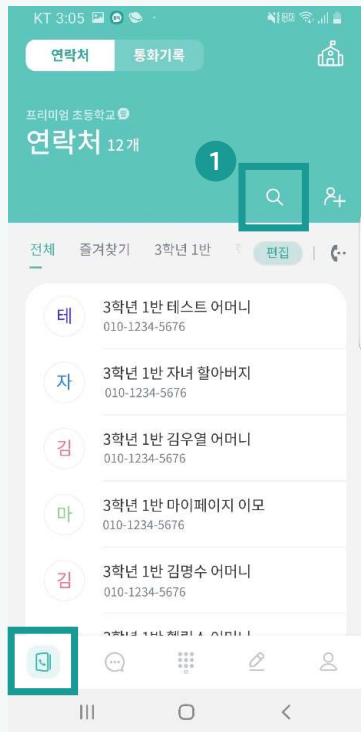 KT 3:05
연락처 통화기록
프리미엄 초등학교
연락처 12개
1
전체 즐겨찾기 3학년 1반 편집
테
3학년 1반 테스트 어머니
010-1234-5676
자
3학년 1반 자녀 할아버지
010-1234-5676
김
3학년 1반 김우열 어머니
010-1234-5676
마
3학년 1반 마이페이지 이모
010-1234-5676
김
3학년 1반 김명수 어머니
010-1234-5676